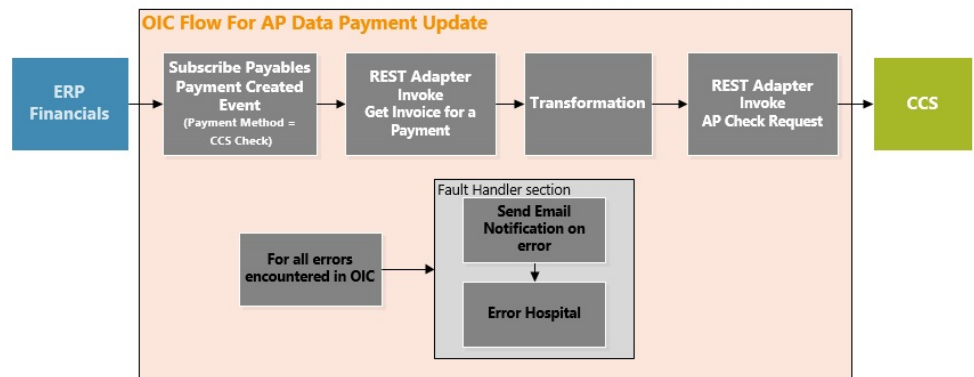 OIC Flow For AP Data Payment Update
ERP
Financials
Subscribe Payables
Payment Created
Event
(Payment Method =
CCS Check)
REST Adapter
Invoke
Get Invoice for a
Payment
Transformation
REST Adapter
Invoke
AP Check Request
CCS
Fault Handler section
Send Email
Notification on
error
For all errors
encountered in OIC
Error Hospital